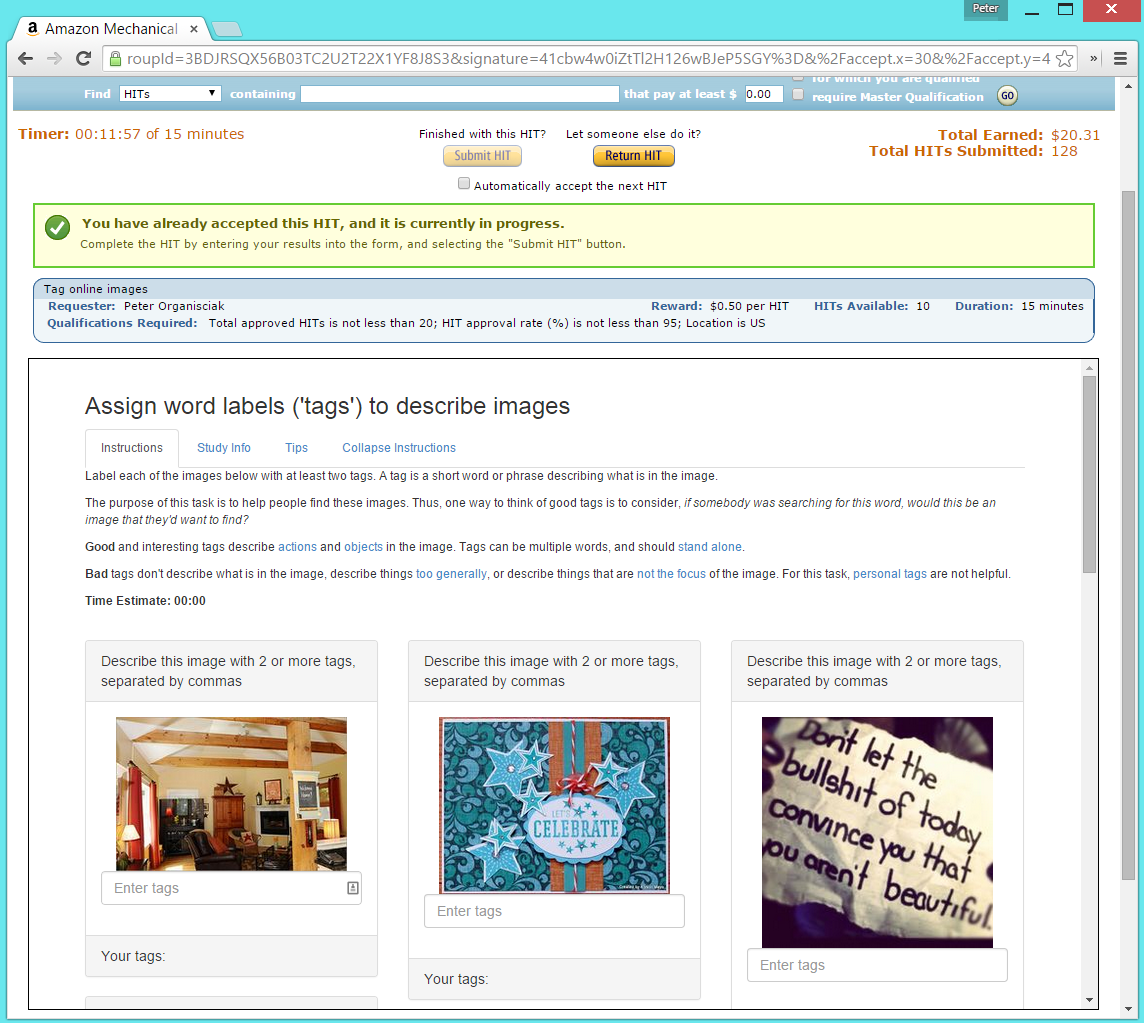 Peter
Amazon Mechanical
roupId=3BDJRSQX56B03TC2U2T22X1YF8J8S3&signature=41cbw4w0iZtTl2H126wBJeP5SGY%3D&%2Faccept.x=30&%2Faccept.y=4
for which you are qualified
Find HITs containing that pay at least $ 0.00 require Master Qualification GO
Timer: 00:11:57 of 15 minutes
Finished with this HIT? Let someone else do it?
Submit HIT Return HIT
Automatically accept the next HIT
Total Earned: $20.31
Total HITs Submitted: 128
You have already accepted this HIT, and it is currently in progress.
Complete the HIT by entering your results into the form, and selecting the "Submit HIT" button.
Tag online images
Requester: Peter Organisciak Reward: $0.50 per HIT HITs Available: 10 Duration: 15 minutes
Qualifications Required: Total approved HITs is not less than 20; HIT approval rate (%) is not less than 95; Location is US
Assign word labels ('tags') to describe images
Instructions Study Info Tips Collapse Instructions
Label each of the images below with at least two tags. A tag is a short word or phrase describing what is in the image.
The purpose of this task is to help people find these images. Thus, one way to think of good tags is to consider, if somebody was searching for this word, would this be an
image that they'd want to find?
Good and interesting tags describe actions and objects in the image. Tags can be multiple words, and should stand alone.
Bad tags don't describe what is in the image, describe things too generally, or describe things that are not the focus of the image. For this task, personal tags are not helpful.
Time Estimate: 00:00
Describe this image with 2 or more tags,
separated by commas
Enter tags
Your tags:
Describe this image with 2 or more tags,
separated by commas
LET'S
CELEBRATE
Enter tags
Your tags:
Describe this image with 2 or more tags,
separated by commas
Don't let the
bullshit of today
convince you that
you aren't beautiful.
Enter tags